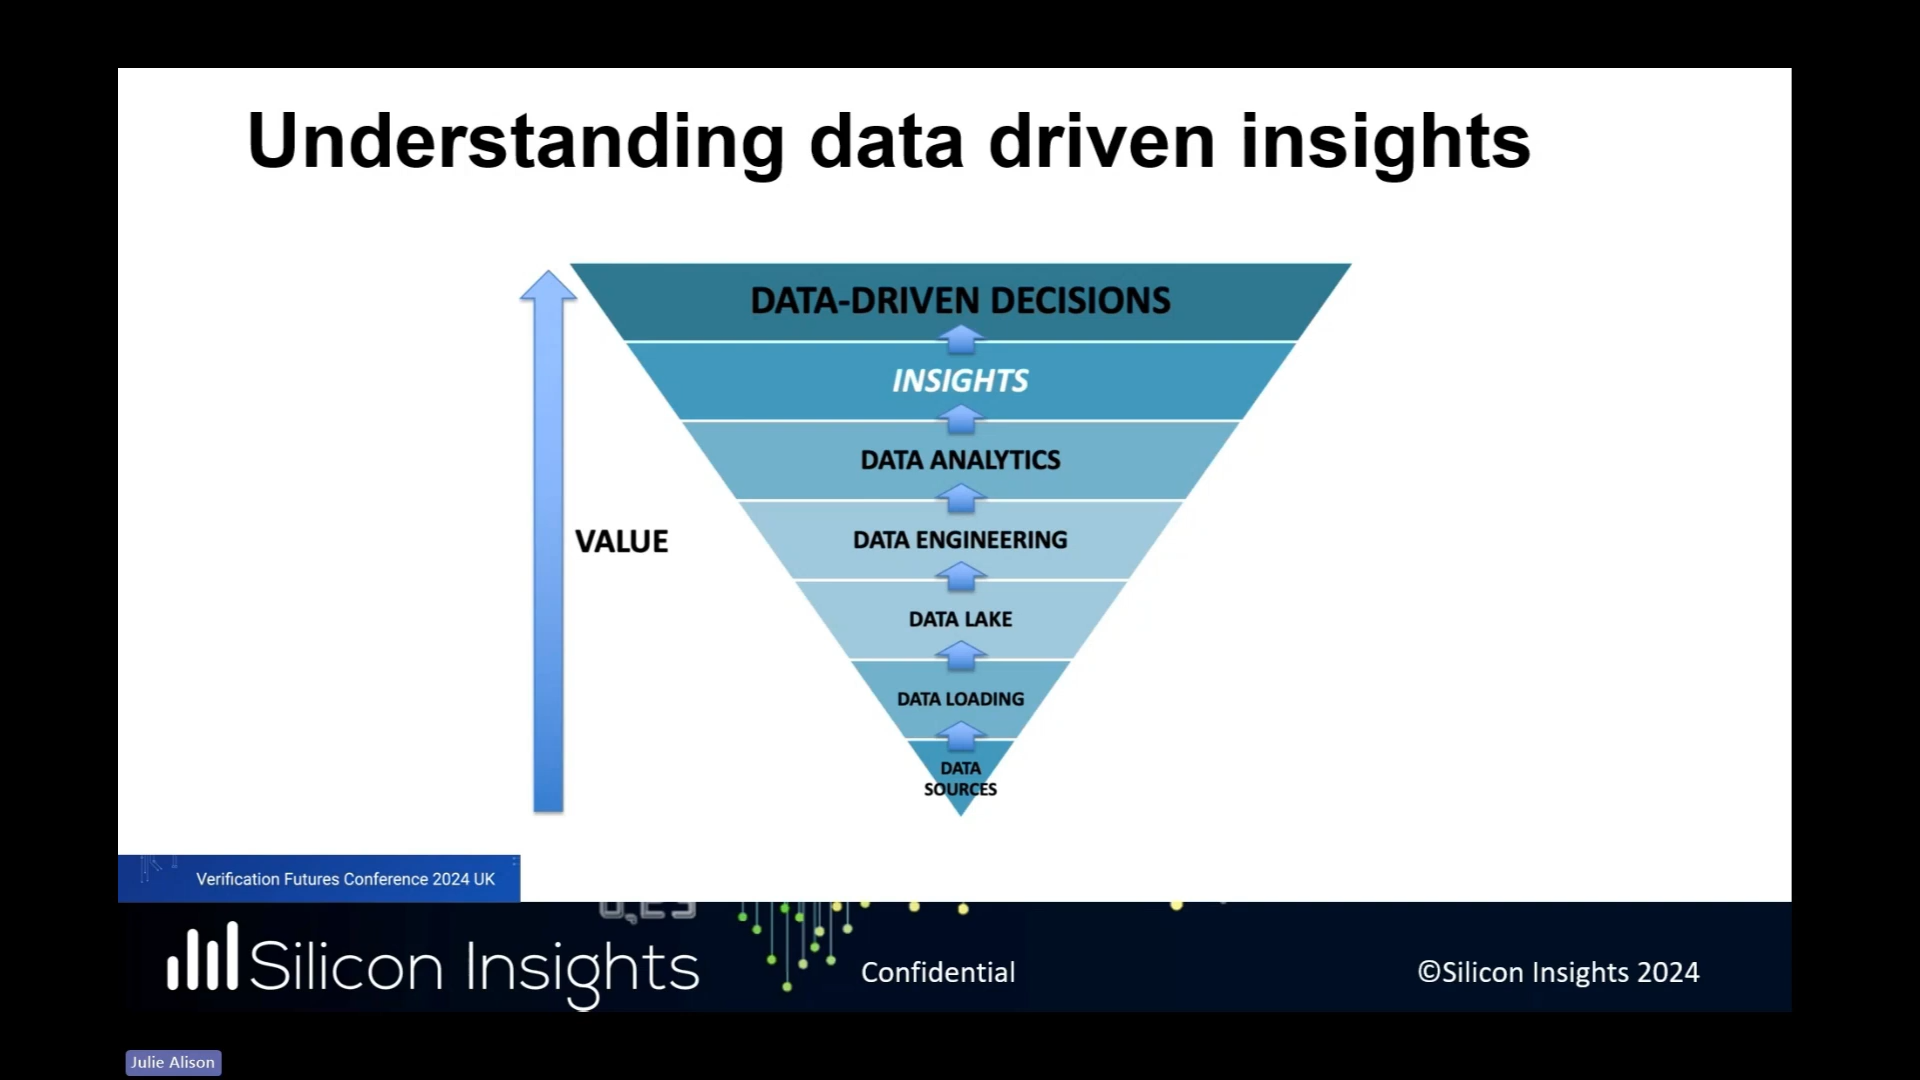 Understanding data driven insights
DATA-DRIVEN DECISIONS
INSIGHTS
DATA ANALYTICS
DATA ENGINEERING
VALUE
DATA LAKE
DATA LOADING
DATA
SOURCES
Verification Futures Conference 2024 UK
Silicon Insights
Confidential
©Silicon Insights 2024
Julie Alison